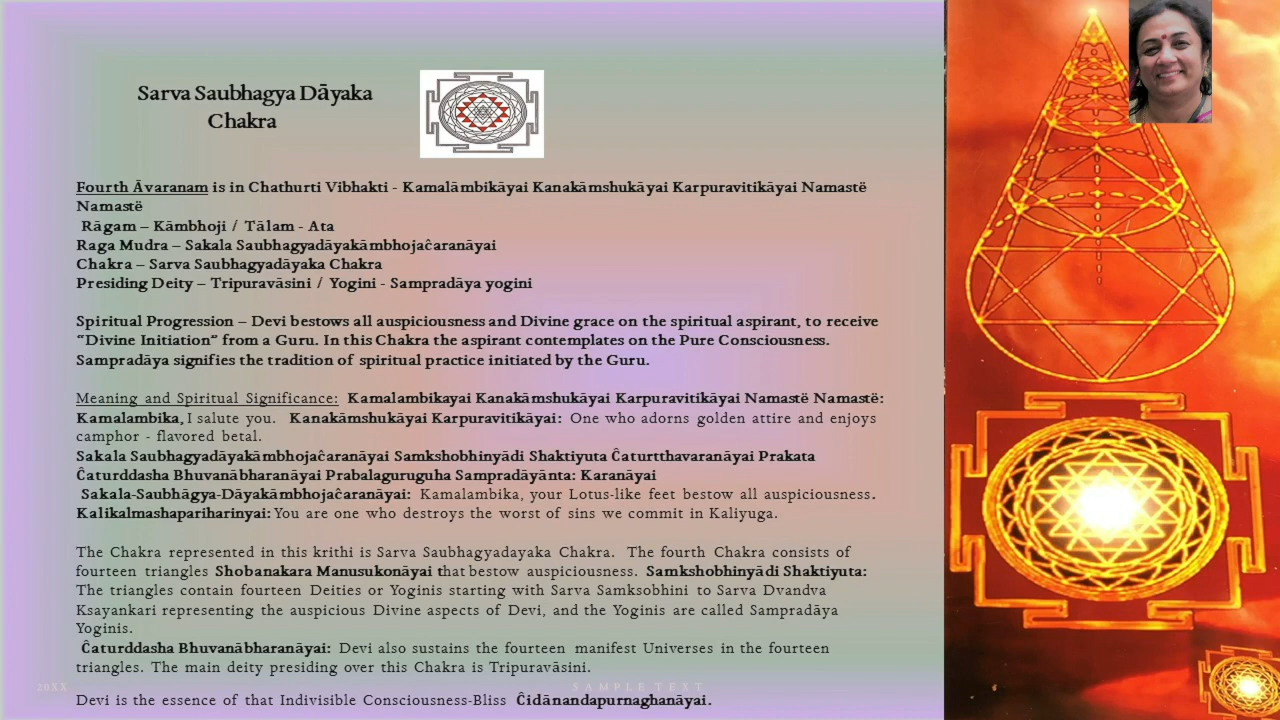 Sarva Saubhagya Dāyaka
Chakra
Fourth Āvaranam is in Chathurti Vibhakti - Kamalāmbikāyai Kanakāmshukāyai Karpuravitikāyai Namastë
Namastë
Rāgam – Kāmbhoji / Tālam - Ata
Raga Mudra – Sakala Saubhagyadāyakāmbhojaĉaranāyai
Chakra – Sarva Saubhagyadāyaka Chakra
Presiding Deity – Tripuravāsini / Yogini - Sampradāya yogini
Spiritual Progression – Devi bestows all auspiciousness and Divine grace on the spiritual aspirant, to receive
“Divine Initiation” from a Guru. In this Chakra the aspirant contemplates on the Pure Consciousness.
Sampradāya signifies the tradition of spiritual practice initiated by the Guru.
Meaning and Spiritual Significance: Kamalambikayai Kanakāmshukāyai Karpuravitikāyai Namastë Namastë:
Kamalambika, I salute you. Kanakāmshukāyai Karpuravitikāyai: One who adorns golden attire and enjoys
camphor - flavored betal.
Sakala Saubhagyadāyakāmbhojaĉaranāyai Samkshobhinyādi Shaktiyuta Ĉaturtthavaranāyai Prakata
Ĉaturddasha Bhuvanābharanāyai Prabalaguruguha Sampradāyānta: Karanāyai
Sakala-Saubhāgya-Dāyakāmbhojaĉaranāyai: Kamalambika, your Lotus-like feet bestow all auspiciousness.
Kalikalmashapariharinyai: You are one who destroys the worst of sins we commit in Kaliyuga.
The Chakra represented in this krithi is Sarva Saubhagyadayaka Chakra. The fourth Chakra consists of
fourteen triangles Shobanakara Manusukonāyai that bestow auspiciousness. Samkshobhinyādi Shaktiyuta:
The triangles contain fourteen Deities or Yoginis starting with Sarva Samksobhini to Sarva Dvandva
Ksayankari representing the auspicious Divine aspects of Devi, and the Yoginis are called Sampradāya
Yoginis.
Ĉaturddasha Bhuvanābharanāyai: Devi also sustains the fourteen manifest Universes in the fourteen
triangles. The main deity presiding over this Chakra is Tripuravāsini.
20XX SAMPLE TEXT
Devi is the essence of that Indivisible Consciousness-Bliss Ĉidānandapurnaghanāyai.